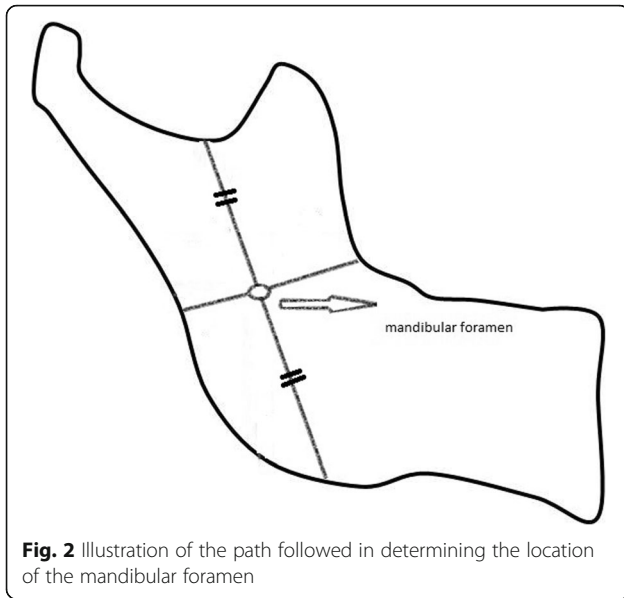 mandibular foramen
Fig. 2 Illustration of the path followed in determining the location
of the mandibular foramen